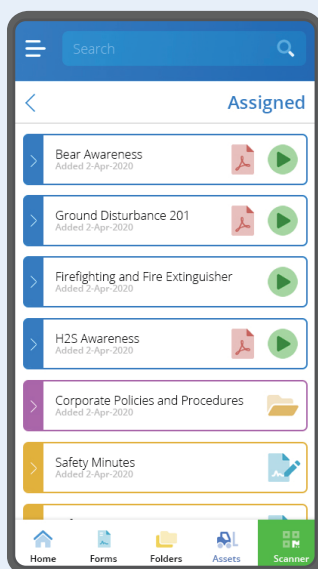 Search
Assigned
Bear Awareness
Added 2-Apr-2020
Ground Disturbance 201
Added 2-Apr-2020
Firefighting and Fire Extinguisher
Added 2-Apr-2020
H2S Awareness
Added 2-Apr-2020
Corporate Policies and Procedures
Added 2-Apr-2020
Safety Minutes
Added 2-Apr-2020
Home Forms Folders Assets Scanner